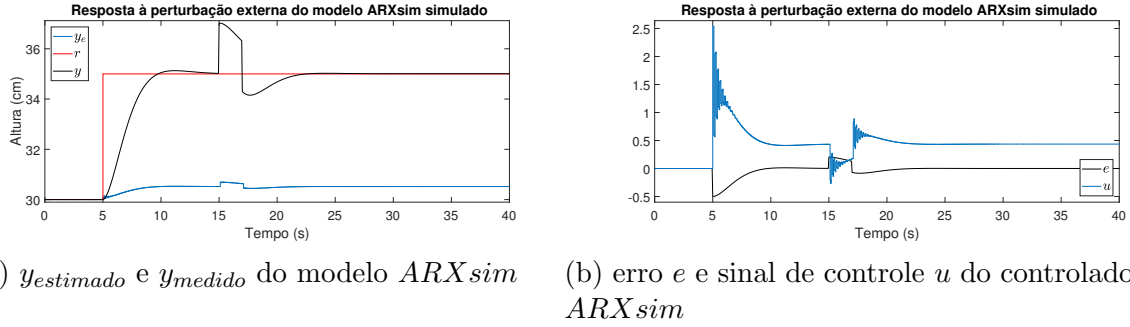 Resposta à perturbação externa do modelo ARXsim simulado
y_e
r
y
Altura (cm)
36
34
32
30
0 5 10 15 20 25 30 35 40
Tempo (s)
) y_estimado e y_medido do modelo ARXsim
Resposta à perturbação externa do modelo ARXsim simulado
2.5
2
1.5
1
0.5
0
-0.5
e
u
0 5 10 15 20 25 30 35 40
Tempo (s)
(b) erro e e sinal de controle u do controlado
ARXsim